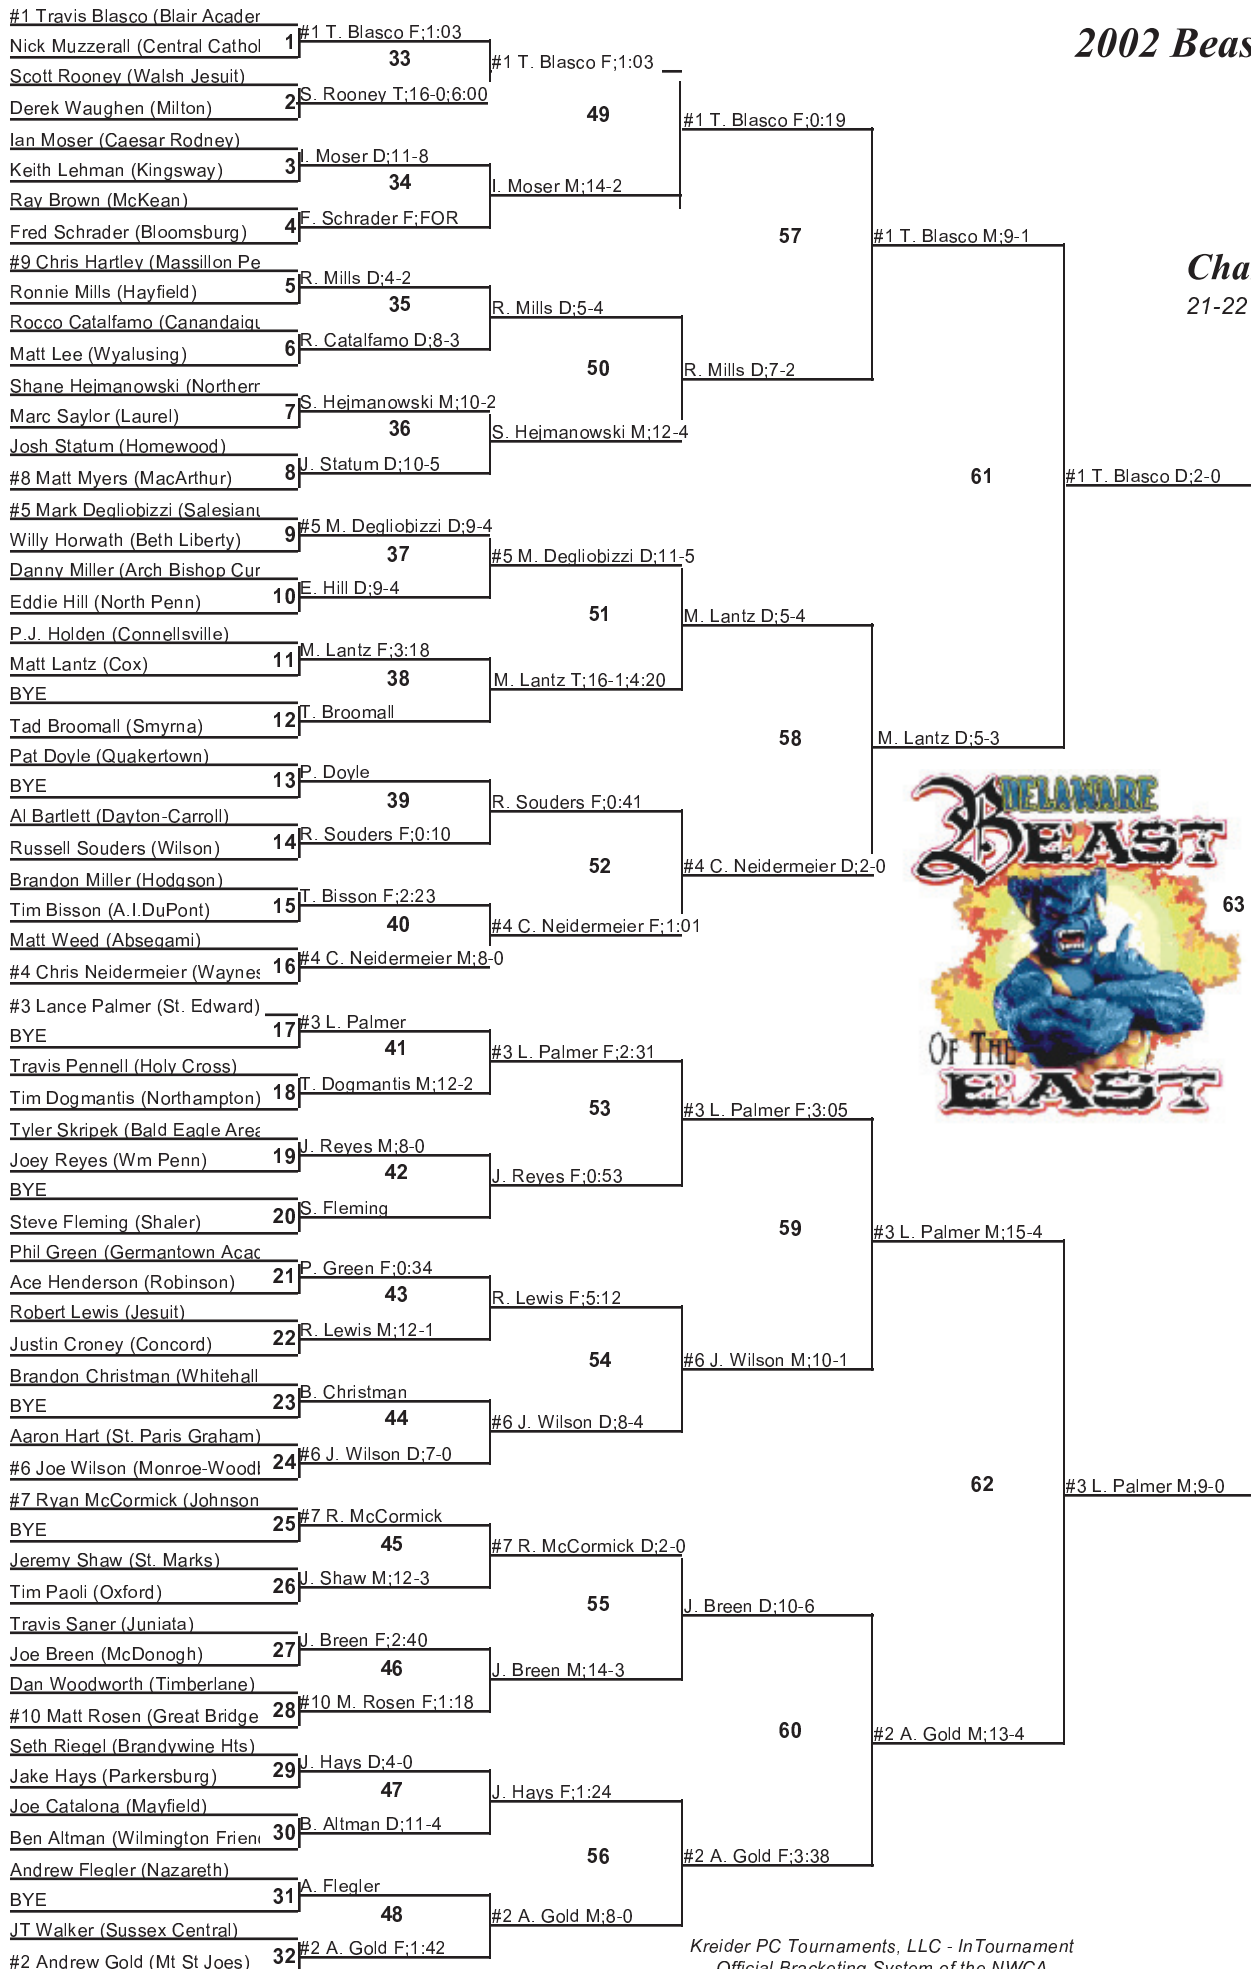 #1 Travis Blasco (Blair Acader
Nick Muzzerall (Central Cathol
Scott Rooney (Walsh Jesuit)
Derek Waughen (Milton)
Ian Moser (Caesar Rodney)
Keith Lehman (Kingsway)
Ray Brown (McKean)
Fred Schrader (Bloomsburg)
#9 Chris Hartley (Massillon Pe
Ronnie Mills (Hayfield)
Rocco Catalfamo (Canandaigu
Matt Lee (Wyalusing)
Shane Hejmanowski (Northern
Marc Saylor (Laurel)
Josh Statum (Homewood)
#8 Matt Myers (MacArthur)
#5 Mark Degliobizzi (Salesianu
Willy Horwath (Beth Liberty)
Danny Miller (Arch Bishop Cur
Eddie Hill (North Penn)
P.J. Holden (Connellsville)
Matt Lantz (Cox)
BYE
Tad Broomall (Smyrna)
Pat Doyle (Quakertown)
BYE
Al Bartlett (Dayton-Carroll)
Russell Souders (Wilson)
Brandon Miller (Hodgson)
Tim Bisson (A.I.DuPont)
Matt Weed (Absegami)
#4 Chris Neidermeier (Waynes
#3 Lance Palmer (St. Edward)
BYE
Travis Pennell (Holy Cross)
Tim Dogmantis (Northampton)
Tyler Skripek (Bald Eagle Area
Joey Reyes (Wm Penn)
BYE
Steve Fleming (Shaler)
Phil Green (Germantown Acac
Ace Henderson (Robinson)
Robert Lewis (Jesuit)
Justin Croney (Concord)
Brandon Christman (Whitehall
BYE
Aaron Hart (St. Paris Graham)
#6 Joe Wilson (Monroe-Woodb
#7 Ryan McCormick (Johnson
BYE
Jeremy Shaw (St. Marks)
Tim Paoli (Oxford)
Travis Saner (Juniata)
Joe Breen (McDonogh)
Dan Woodworth (Timberlane)
#10 Matt Rosen (Great Bridge
Seth Riegel (Brandywine Hts)
Jake Hays (Parkersburg)
Joe Catalona (Mayfield)
Ben Altman (Wilmington Frienc
Andrew Flegler (Nazareth)
BYE
JT Walker (Sussex Central)
#2 Andrew Gold (Mt St Joes)
1
2
3
4
5
6
7
8
9
10
11
12
13
14
15
16
17
18
19
20
21
22
23
24
25
26
27
28
29
30
31
32
#1 T. Blasco F;1:03
33
S. Rooney T;16-0;6:00
I. Moser D;11-8
34
F. Schrader F;FOR
R. Mills D;4-2
35
R. Catalfamo D;8-3
S. Hejmanowski M;10-2
36
J. Statum D;10-5
#5 M. Degliobizzi D;9-4
37
E. Hill D;9-4
M. Lantz F;3:18
38
T. Broomall
P. Doyle
39
R. Souders F;0:10
T. Bisson F;2:23
40
#4 C. Neidermeier M;8-0
#3 L. Palmer
41
T. Dogmantis M;12-2
J. Reyes M;8-0
42
S. Fleming
P. Green F;0:34
43
R. Lewis M;12-1
B. Christman
44
#6 J. Wilson D;7-0
#7 R. McCormick
45
J. Shaw M;12-3
J. Breen F;2:40
46
#10 M. Rosen F;1:18
J. Hays D;4-0
47
B. Altman D;11-4
A. Flegler
48
#2 A. Gold F;1:42
#1 T. Blasco F;1:03
49
I. Moser M;14-2
R. Mills D;5-4
50
S. Hejmanowski M;12-4
#5 M. Degliobizzi D;11-5
51
M. Lantz T;16-1;4:20
R. Souders F;0:41
52
#4 C. Neidermeier F;1:01
#3 L. Palmer F;2:31
53
J. Reyes F;0:53
R. Lewis F;5:12
54
#6 J. Wilson D;8-4
#7 R. McCormick D;2-0
55
J. Breen M;14-3
J. Hays F;1:24
56
#2 A. Gold M;8-0
#1 T. Blasco F;0:19
57
R. Mills D;7-2
M. Lantz D;5-4
58
#4 C. Neidermeier D;2-0
#3 L. Palmer F;3:05
59
#6 J. Wilson M;10-1
J. Breen D;10-6
60
#2 A. Gold F;3:38
#1 T. Blasco M;9-1
61
M. Lantz D;5-3
#3 L. Palmer M;15-4
62
#2 A. Gold M;13-4
#1 T. Blasco D;2-0
63
#3 L. Palmer M;9-0
2002 Beas
Cha
21-22
DELAWARE
BEAST
OF THE
EAST
Kreider PC Tournaments, LLC - InTournament
Official Bracketing System of the NWCA